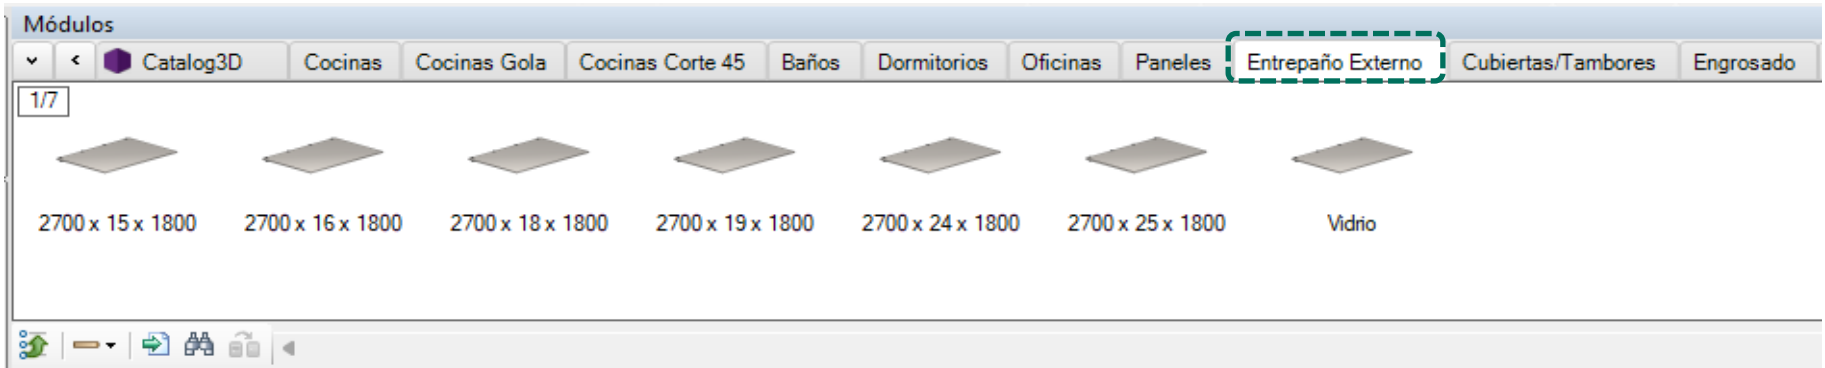 Módulos
Catalog3D Cocinas Cocinas Gola Cocinas Corte 45 Baños Dormitorios Oficinas Paneles Entrepaño Externo Cubiertas/Tambores Engrosado
1/7
2700 x 15 x 1800 2700 x 16 x 1800 2700 x 18 x 1800 2700 x 19 x 1800 2700 x 24 x 1800 2700 x 25 x 1800 Vidrio